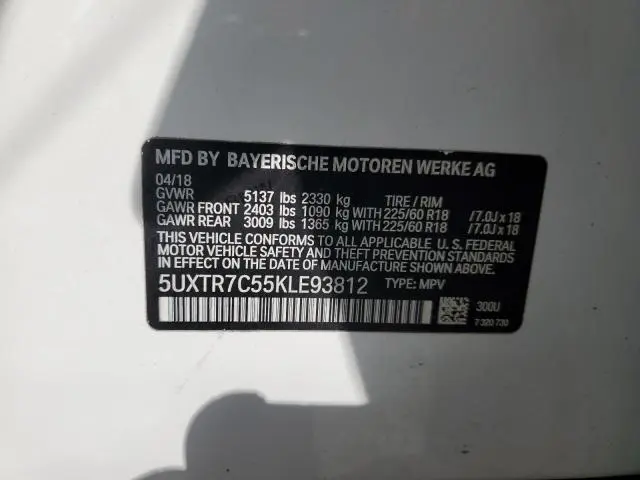 MFD BY BAYERISCHE MOTOREN WERKE AG
04/18
GVWR 5137 lbs 2330 kg TIRE / RIM
GAWR FRONT 2403 lbs 1090 kg WITH 225/60 R18 /7.0J x 18
GAWR REAR 3009 lbs 1365 kg WITH 225/60 R18 /7.0J x 18
THIS VEHICLE CONFORMS TO ALL APPLICABLE U. S. FEDERAL
MOTOR VEHICLE SAFETY AND THEFT PREVENTION STANDARDS
IN EFFECT ON THE DATE OF MANUFACTURE SHOWN ABOVE.
5UXTR7C55KLE93812 TYPE: MPV
300U
7 320 730